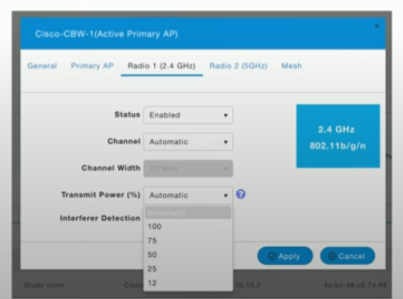 Cisco-CBW-1(Active Primary AP)
General Primary AP Radio 1 (2.4 GHz) Radio 2 (5GHz) Mesh
Status Enabled
Channel Automatic
2.4 GHz
802.11b/g/n
Channel Width 20 MHz
Transmit Power (%) Automatic ?
Interferer Detection Automatic
100
75
50
25
12
Apply Cancel
Study room